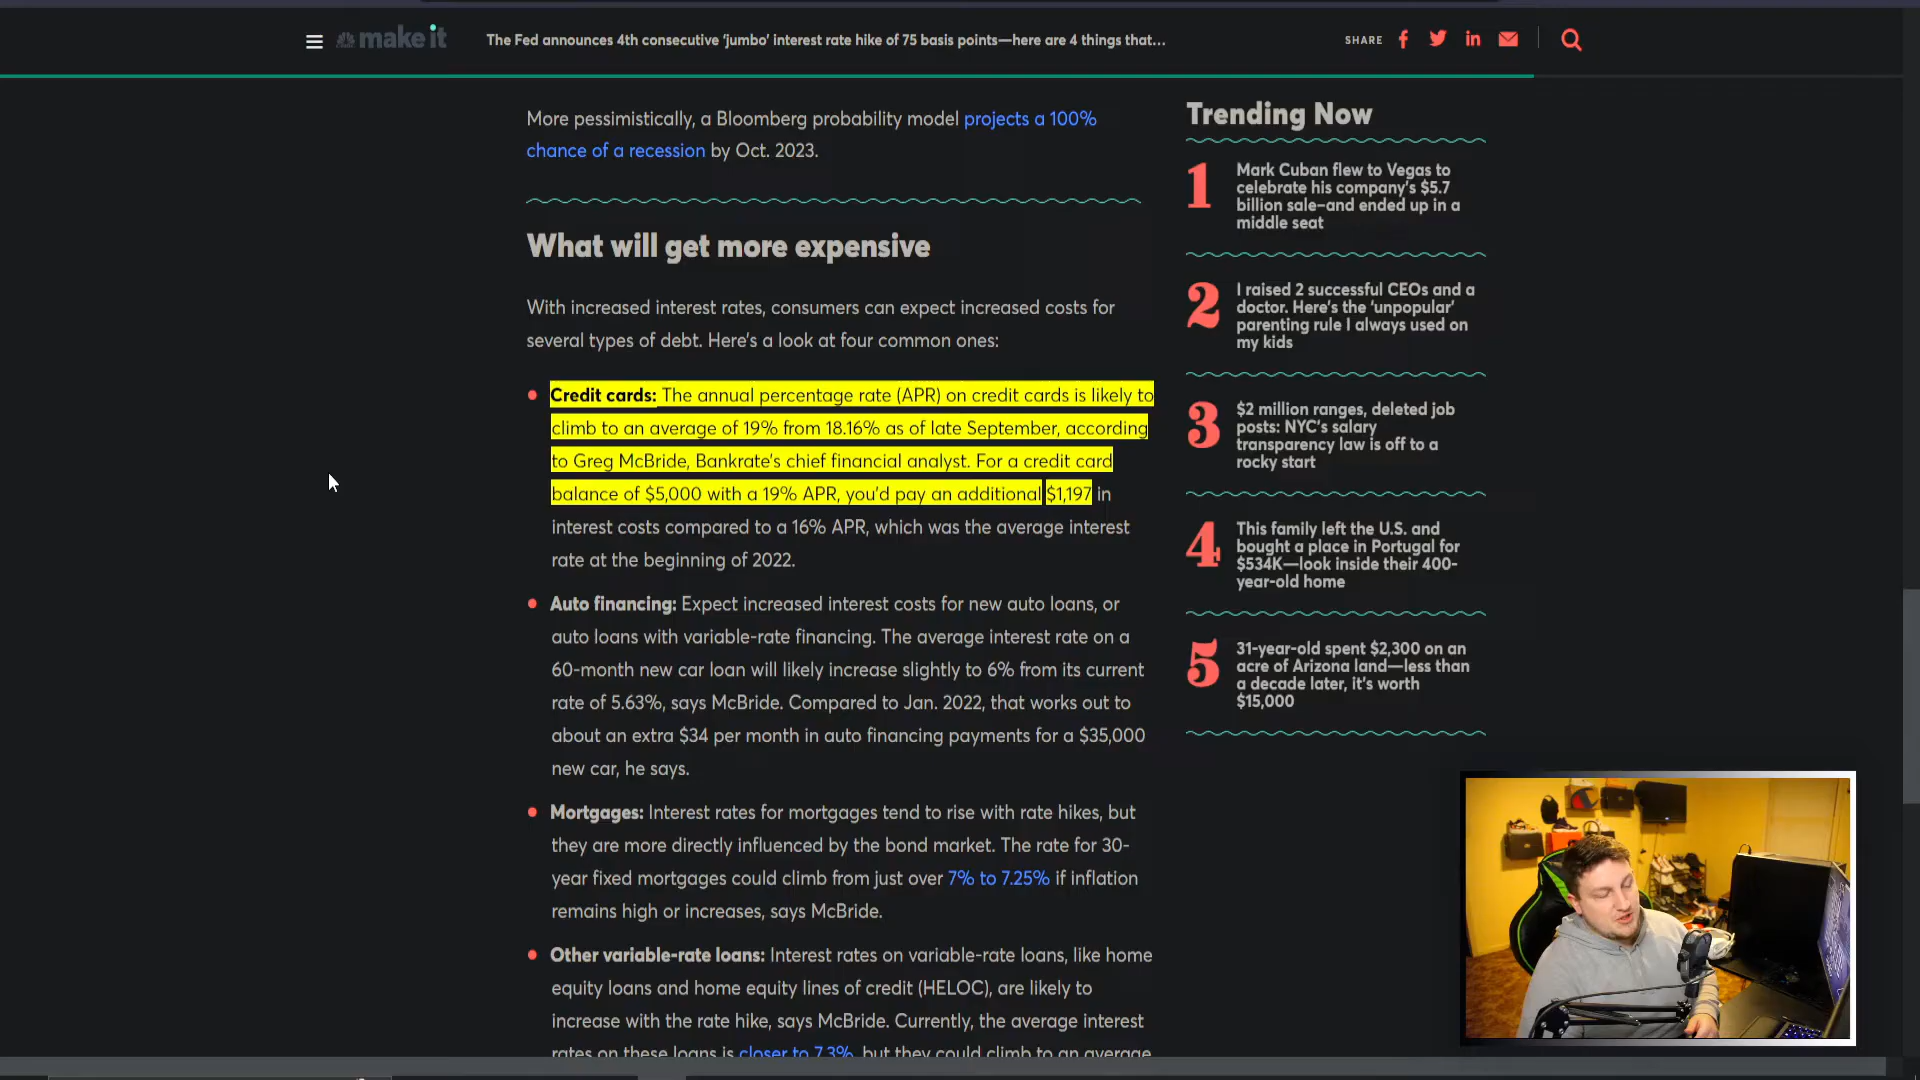 make it
The Fed announces 4th consecutive ‘jumbo’ interest rate hike of 75 basis points—here are 4 things that...
SHARE
More pessimistically, a Bloomberg probability model projects a 100%
chance of a recession by Oct. 2023.
What will get more expensive
With increased interest rates, consumers can expect increased costs for
several types of debt. Here’s a look at four common ones:
Credit cards: The annual percentage rate (APR) on credit cards is likely to
climb to an average of 19% from 18.16% as of late September, according
to Greg McBride, Bankrate’s chief financial analyst. For a credit card
balance of $5,000 with a 19% APR, you’d pay an additional $1,197 in
interest costs compared to a 16% APR, which was the average interest
rate at the beginning of 2022.
Auto financing: Expect increased interest costs for new auto loans, or
auto loans with variable-rate financing. The average interest rate on a
60-month new car loan will likely increase slightly to 6% from its current
rate of 5.63%, says McBride. Compared to Jan. 2022, that works out to
about an extra $34 per month in auto financing payments for a $35,000
new car, he says.
Mortgages: Interest rates for mortgages tend to rise with rate hikes, but
they are more directly influenced by the bond market. The rate for 30-
year fixed mortgages could climb from just over 7% to 7.25% if inflation
remains high or increases, says McBride.
Other variable-rate loans: Interest rates on variable-rate loans, like home
equity loans and home equity lines of credit (HELOC), are likely to
increase with the rate hike, says McBride. Currently, the average interest
rates on these loans is closer to 7.3%, but they could climb to an average
Trending Now
1
Mark Cuban flew to Vegas to
celebrate his company’s $5.7
billion sale–and ended up in a
middle seat
2
I raised 2 successful CEOs and a
doctor. Here’s the ‘unpopular’
parenting rule I always used on
my kids
3
$2 million ranges, deleted job
posts: NYC’s salary
transparency law is off to a
rocky start
4
This family left the U.S. and
bought a place in Portugal for
$534K—look inside their 400-
year-old home
5
31-year-old spent $2,300 on an
acre of Arizona land—less than
a decade later, it’s worth
$15,000